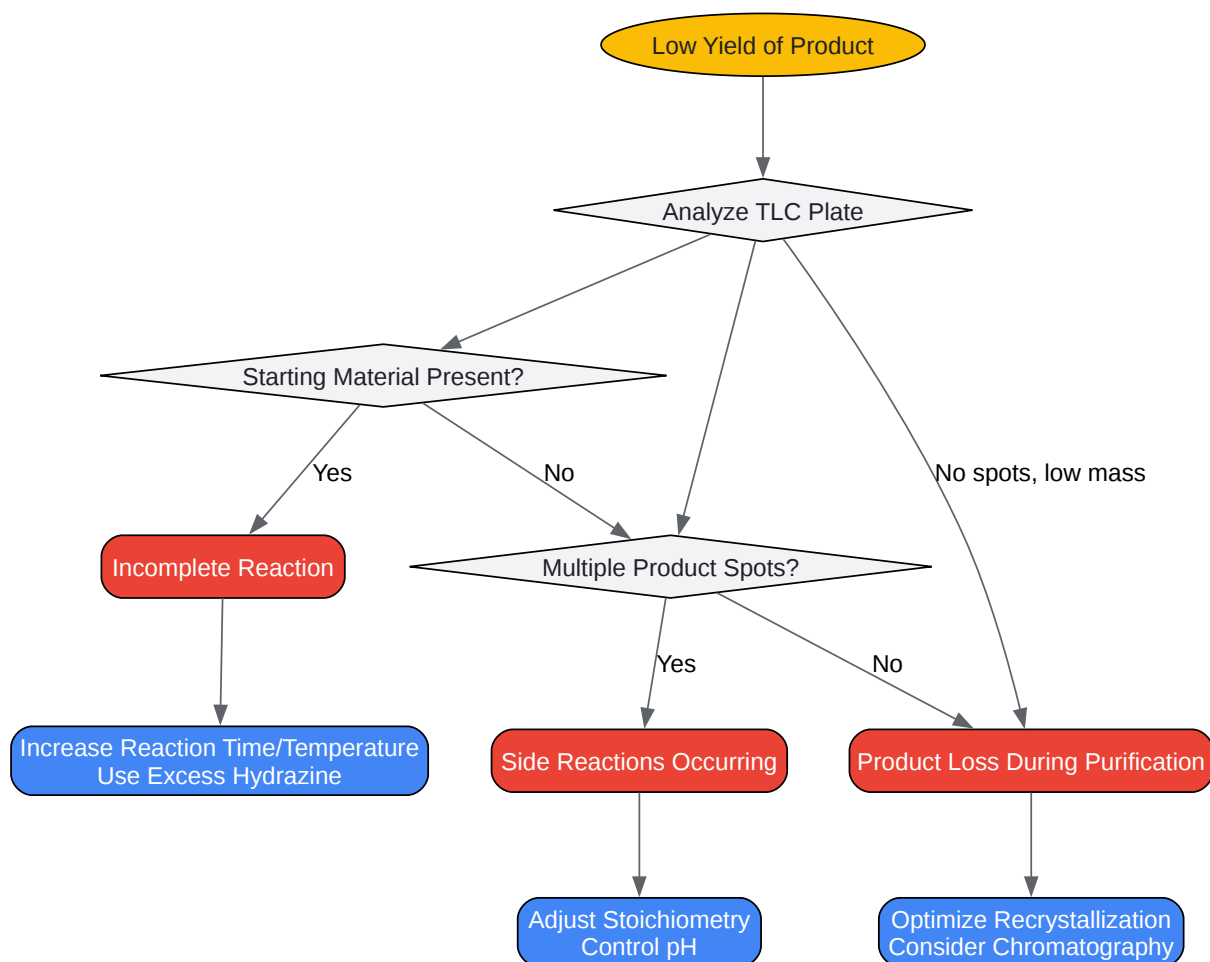 Low Yield of Product
Analyze TLC Plate
Starting Material Present?
Yes
No
No spots, low mass
Incomplete Reaction
Multiple Product Spots?
Yes
No
Increase Reaction Time/Temperature
Use Excess Hydrazine
Side Reactions Occurring
Product Loss During Purification
Adjust Stoichiometry
Control pH
Optimize Recrystallization
Consider Chromatography